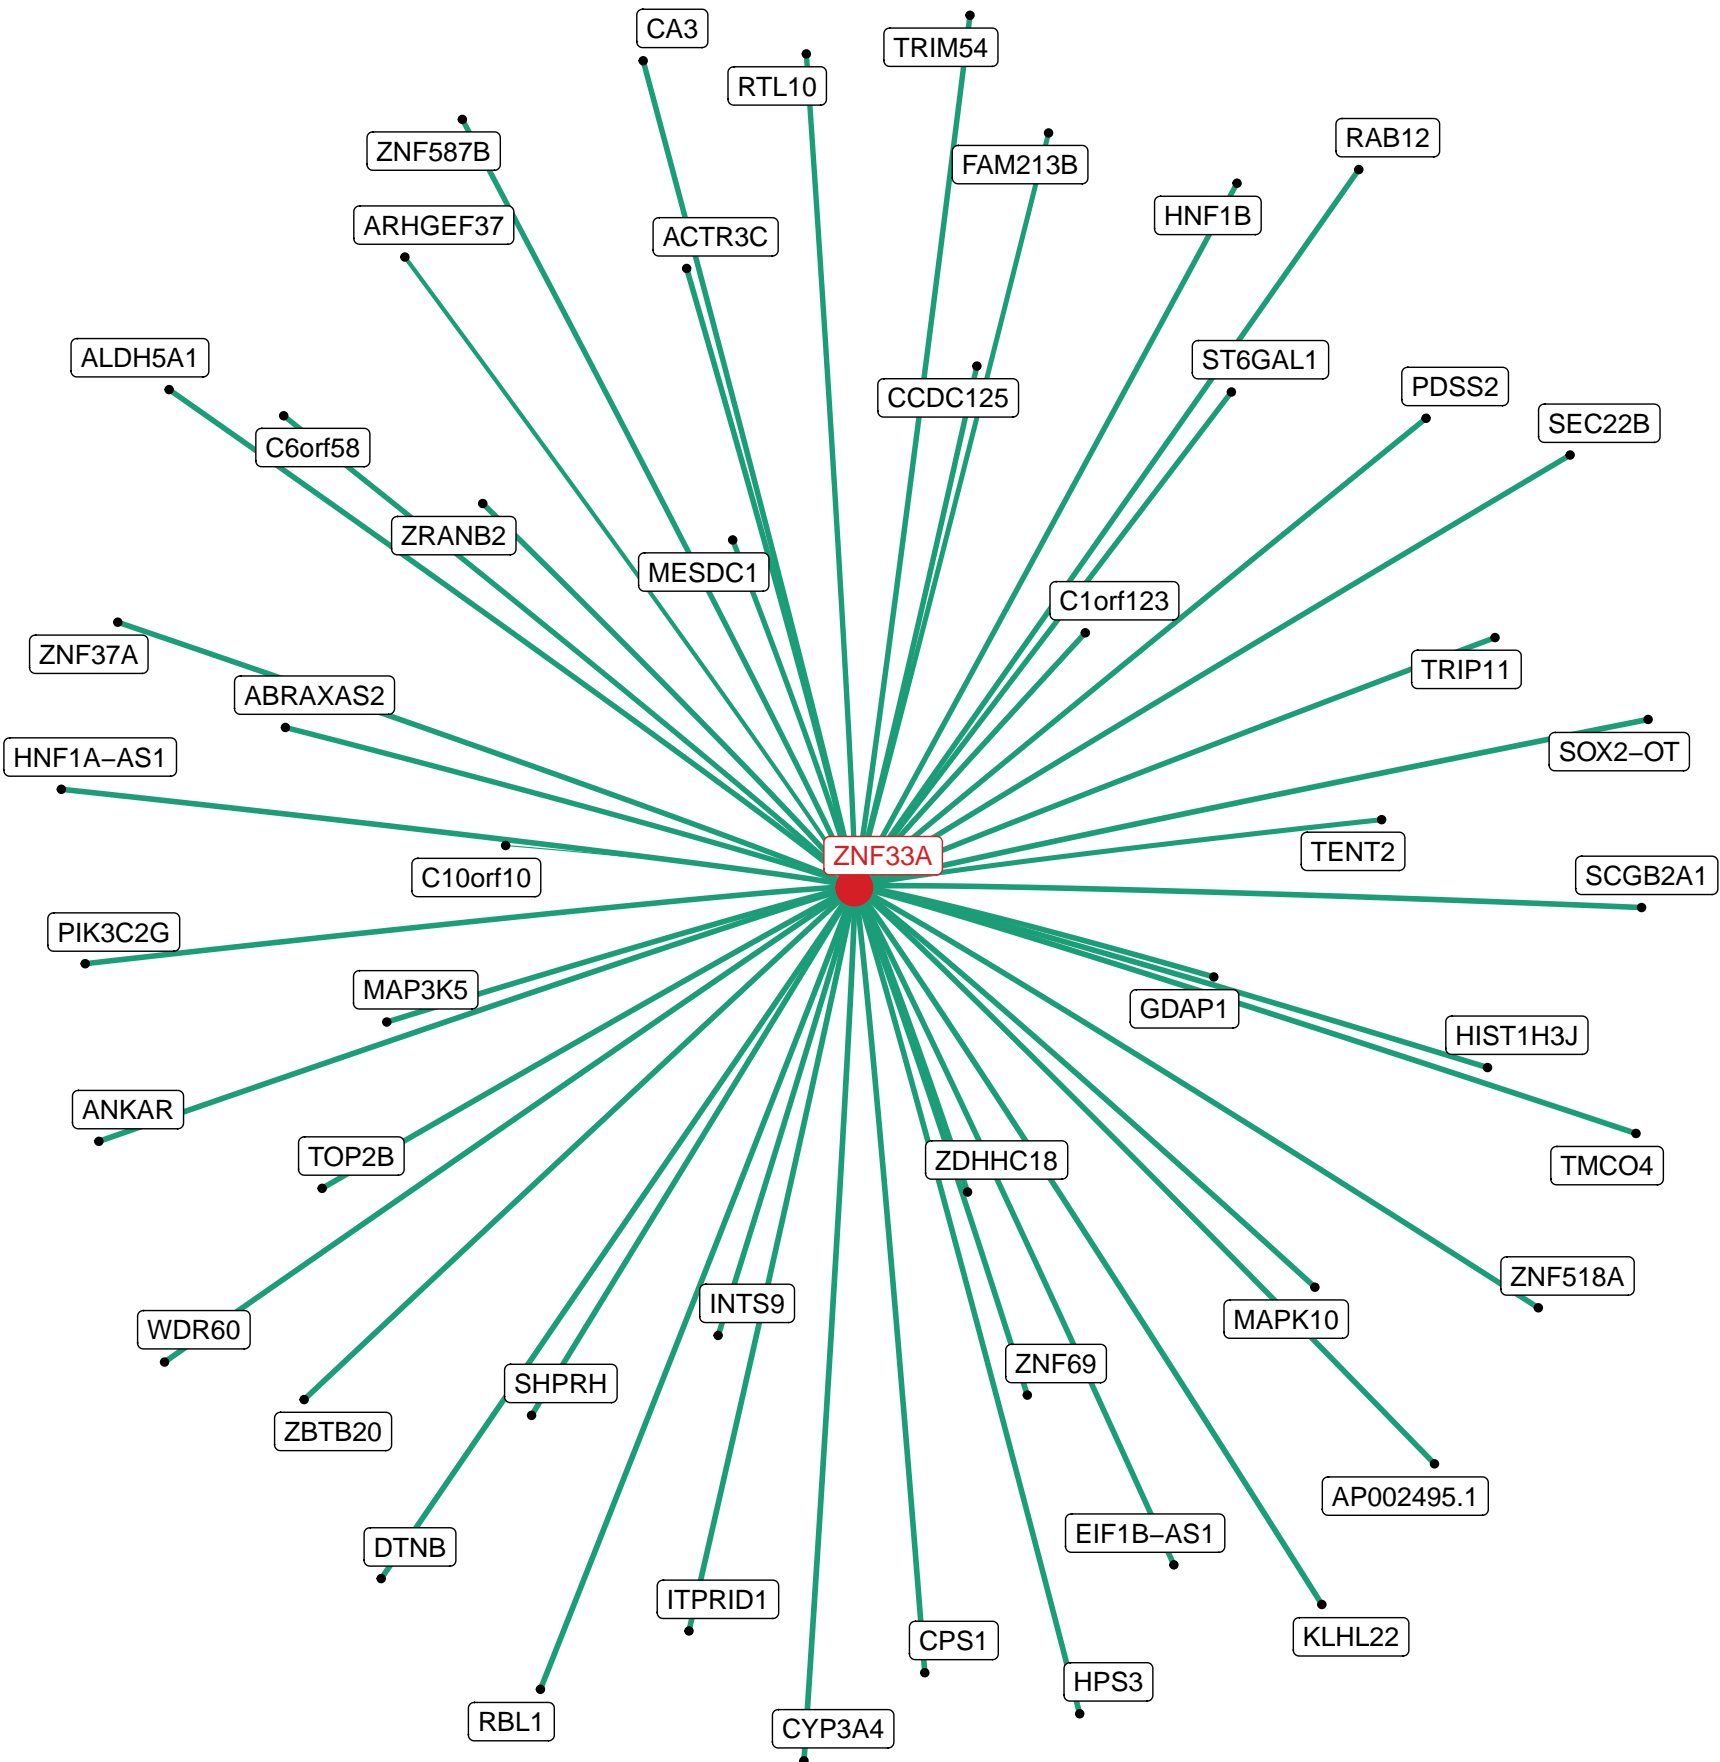 CA3
TRIM54
RTL10
RAB12
ZNF587B
FAM213B
HNF1B
ARHGEF37
ACTR3C
ALDH5A1
ST6GAL1
PDSS2
CCDC125
SEC22B
C6orf58
ZRANB2
MESDC1
C1orf123
ZNF37A
TRIP11
ABRAXAS2
SOX2−OT
HNF1A−AS1
TENT2
ZNF33A
SCGB2A1
C10orf10
PIK3C2G
MAP3K5
GDAP1
HIST1H3J
ANKAR
TOP2B
ZDHHC18
TMCO4
ZNF518A
INTS9
MAPK10
WDR60
ZNF69
SHPRH
ZBTB20
AP002495.1
EIF1B−AS1
DTNB
ITPRID1
KLHL22
CPS1
HPS3
RBL1
CYP3A4